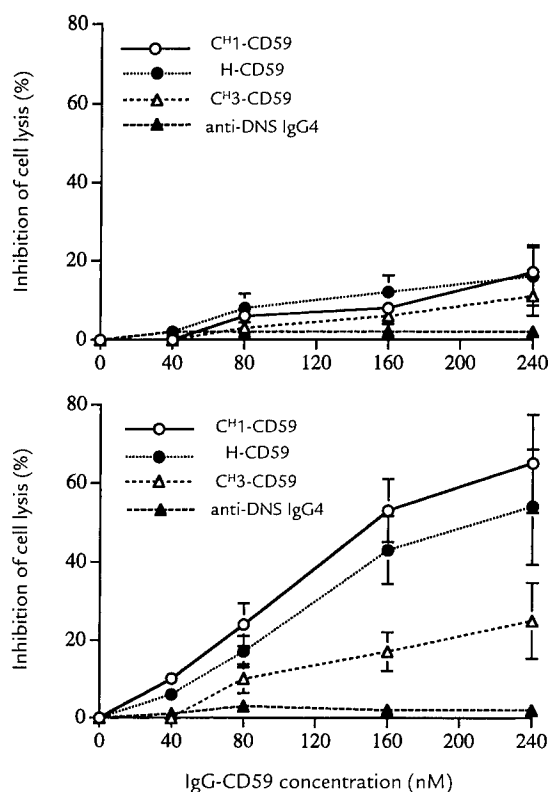 80
60
40
20
0
Inhibition of cell lysis (%)
Cᴴ1-CD59
H-CD59
Cᴴ3-CD59
anti-DNS IgG4
0 40 80 120 160 200 240
80
60
40
20
0
Inhibition of cell lysis (%)
Cᴴ1-CD59
H-CD59
Cᴴ3-CD59
anti-DNS IgG4
0 40 80 120 160 200 240
IgG-CD59 concentration (nM)